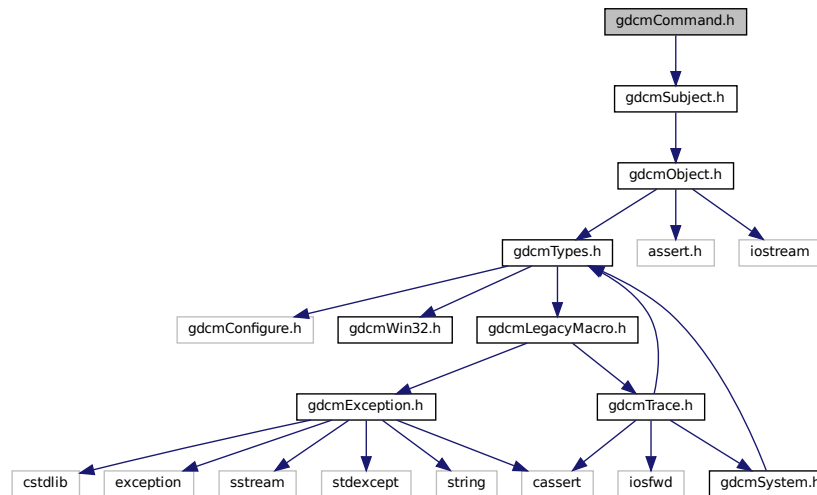 gdcmCommand.h
gdcmSubject.h
gdcmObject.h
gdcmTypes.h
assert.h
iostream
gdcmConfigure.h
gdcmWin32.h
gdcmLegacyMacro.h
gdcmException.h
gdcmTrace.h
cstdlib
exception
sstream
stdexcept
string
cassert
iosfwd
gdcmSystem.h